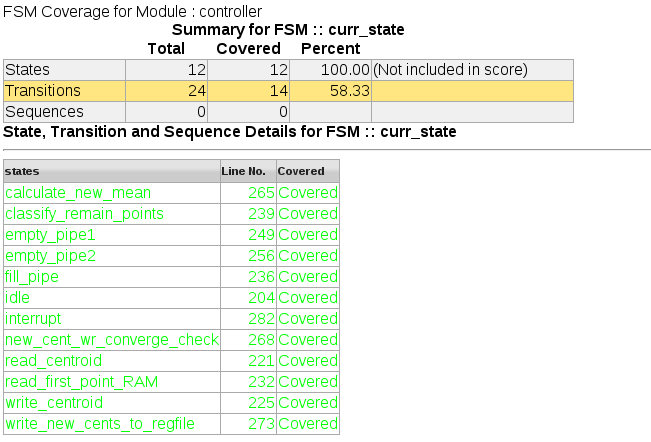 FSM Coverage for Module : controller
Summary for FSM :: curr_state
Total Covered Percent
States 12 12 100.00 (Not included in score)
Transitions 24 14 58.33
Sequences 0 0
State, Transition and Sequence Details for FSM :: curr_state
states Line No. Covered
calculate_new_mean 265 Covered
classify_remain_points 239 Covered
empty_pipe1 249 Covered
empty_pipe2 256 Covered
fill_pipe 236 Covered
idle 204 Covered
interrupt 282 Covered
new_cent_wr_converge_check 268 Covered
read_centroid 221 Covered
read_first_point_RAM 232 Covered
write_centroid 225 Covered
write_new_cents_to_regfile 273 Covered